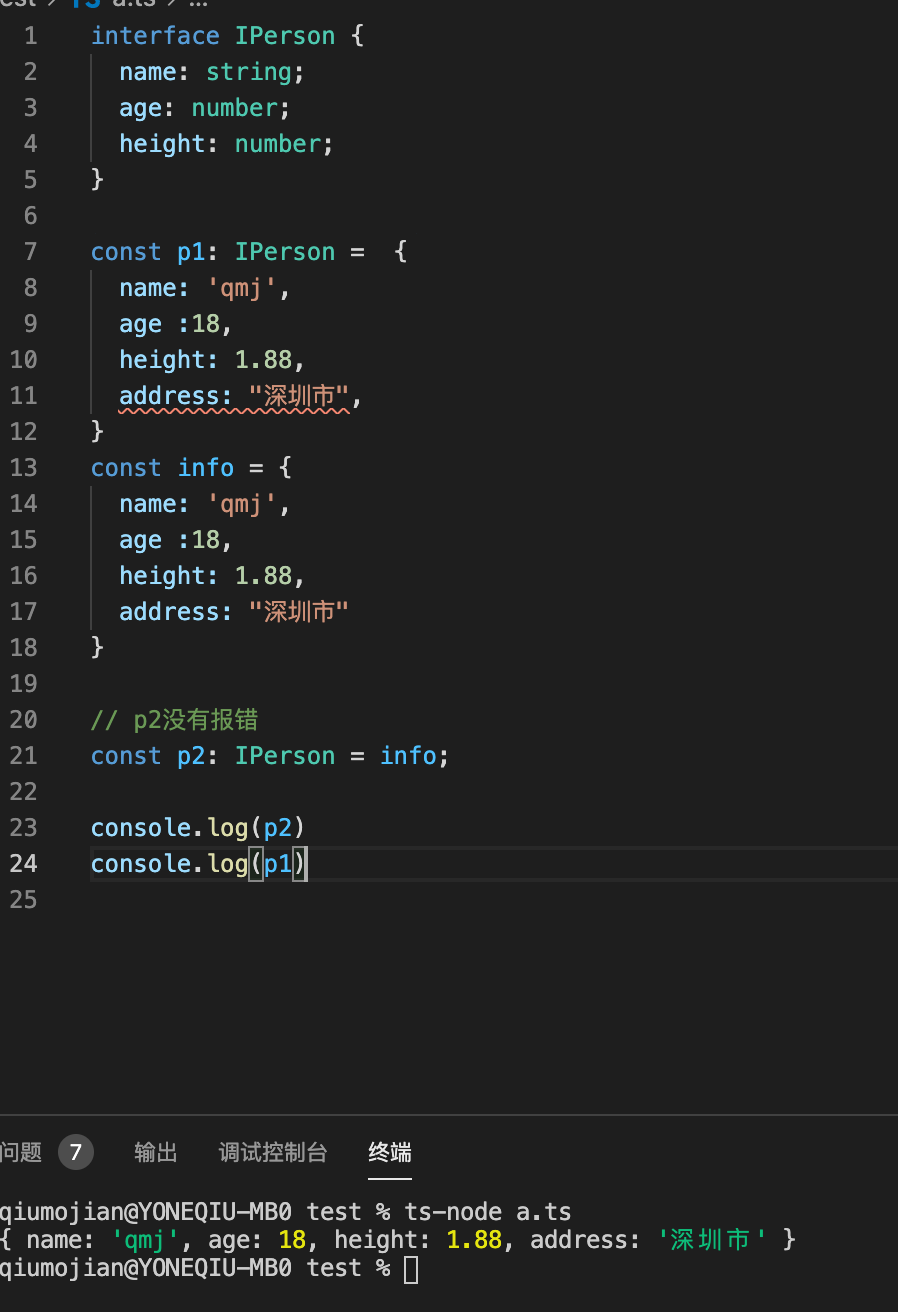 TS a.ts > ...
1 interface IPerson {
2 name: string;
3 age: number;
4 height: number;
5 }
6
7 const p1: IPerson =  {
8 name: 'qmj',
9 age :18,
10 height: 1.88,
11 address: "深圳市",
12 }
13 const info = {
14 name: 'qmj',
15 age :18,
16 height: 1.88,
17 address: "深圳市"
18 }
19
20 // p2没有报错
21 const p2: IPerson = info;
22
23 console.log(p2)
24 console.log(p1)
25
问题 7 输出 调试控制台 终端
qiumojian@YONEQIU-MB0 test % ts-node a.ts
{ name: 'qmj', age: 18, height: 1.88, address: '深圳市' }
qiumojian@YONEQIU-MB0 test %